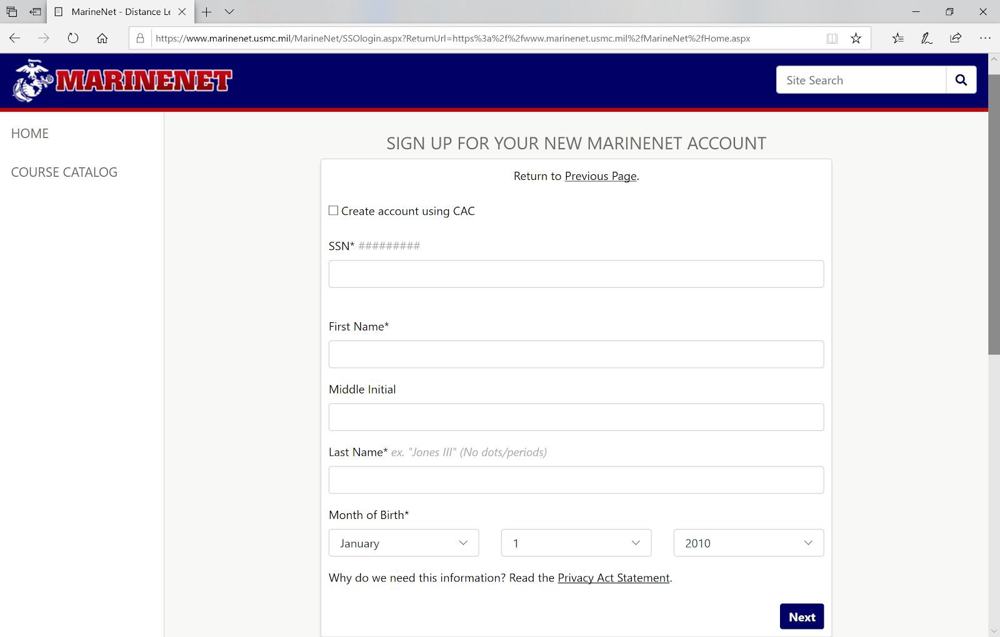 MarineNet - Distance Le
https://www.marinenet.usmc.mil/MarineNet/SSOlogin.aspx?ReturnUrl=https%3a%2f%2fwww.marinenet.usmc.mil%2fMarineNet%2fHome.aspx
MARINENET
Site Search
HOME
COURSE CATALOG
SIGN UP FOR YOUR NEW MARINENET ACCOUNT
Return to Previous Page.
Create account using CAC
SSN* #########
First Name*
Middle Initial
Last Name* ex. "Jones III" (No dots/periods)
Month of Birth*
January 1 2010
Why do we need this information? Read the Privacy Act Statement.
Next